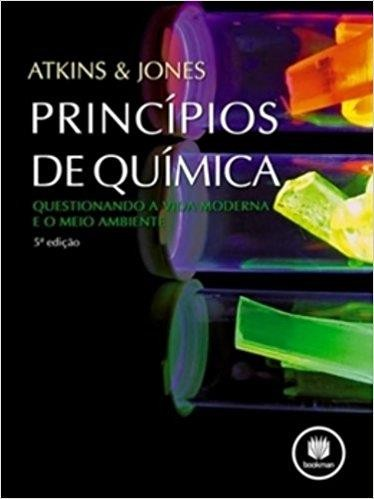 ATKINS & JONES
PRINCÍPIOS
DE QUÍMICA
QUESTIONANDO A VIDA MODERNA
E O MEIO AMBIENTE
5ª edição
bookman